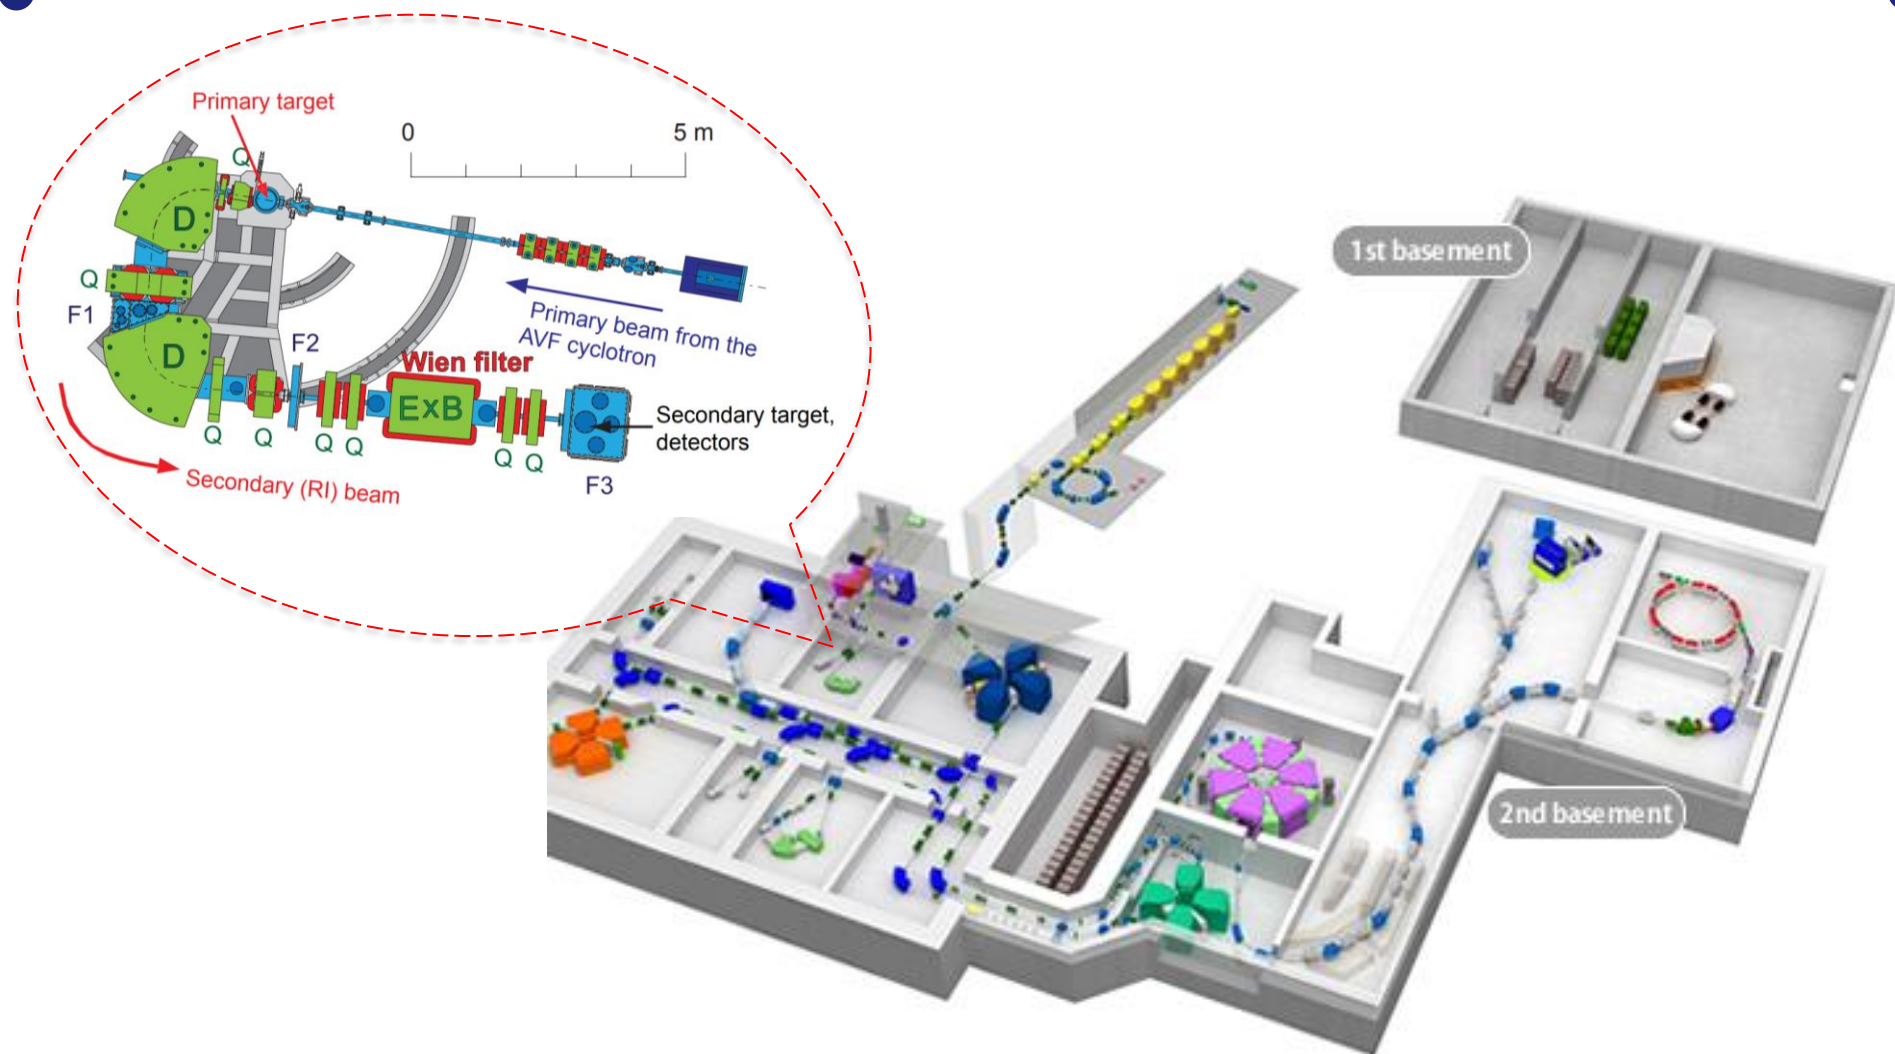 Primary target
0
5 m
Q
D
Q
F1
Primary beam from the
AVF cyclotron
F2
D
Wien filter
ExB
Secondary target,
detectors
Q
Q
Q
Q
Q
Q
F3
Secondary (RI) beam
1st basement
2nd basement